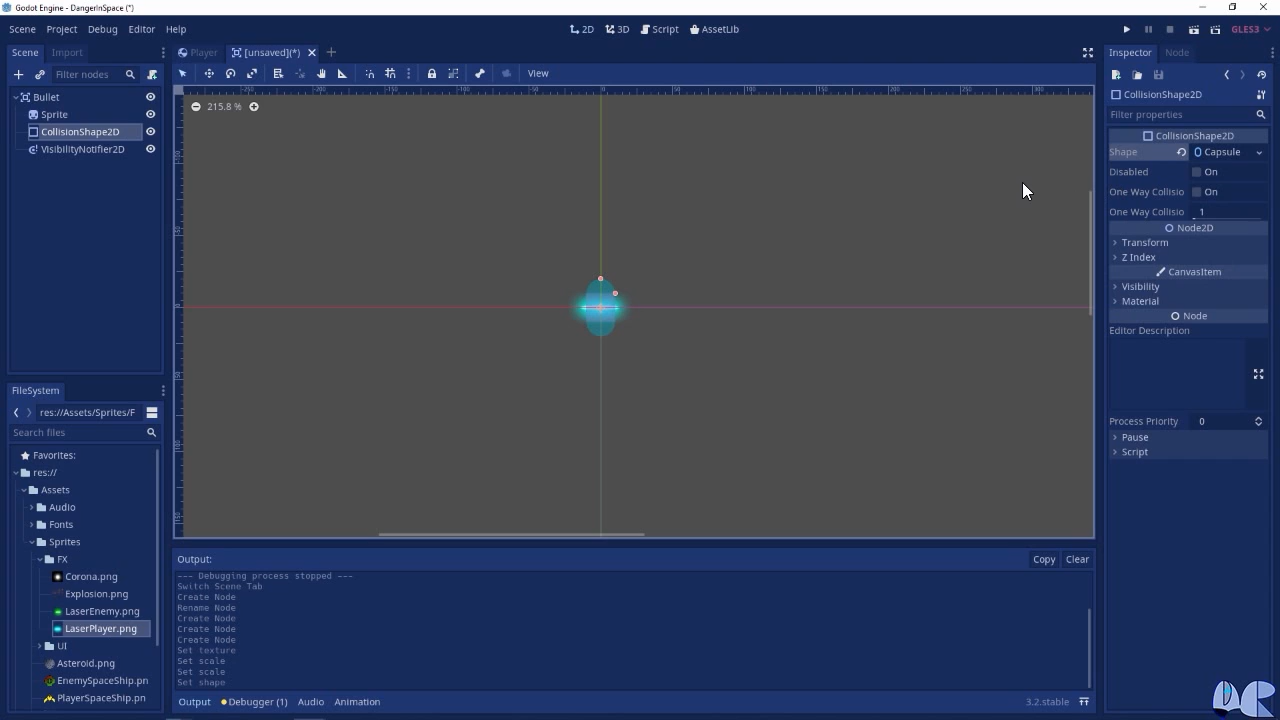 Godot Engine - DangerInSpace (*)
Scene Project Debug Editor Help
2D 3D Script AssetLib
GLES3
Scene Import
Player [unsaved](*)
Inspector Node
Filter nodes
View
215.8 %
CollisionShape2D
Filter properties
Bullet
Sprite
CollisionShape2D
VisibilityNotifier2D
CollisionShape2D
Shape Capsule
Disabled On
One Way Collisio On
One Way Collisio 1
Node2D
Transform
Z Index
CanvasItem
Visibility
Material
Node
Editor Description
Process Priority 0
Pause
Script
FileSystem
res://Assets/Sprites/F
Search files
Favorites:
res://
Assets
Audio
Fonts
Sprites
FX
Corona.png
Explosion.png
LaserEnemy.png
LaserPlayer.png
UI
Asteroid.png
EnemySpaceShip.pn
PlayerSpaceShip.pn
Output:
Copy Clear
--- Debugging process stopped ---
Switch Scene Tab
Create Node
Rename Node
Create Node
Create Node
Create Node
Set texture
Set scale
Set scale
Set shape
Output Debugger (1) Audio Animation
3.2.stable